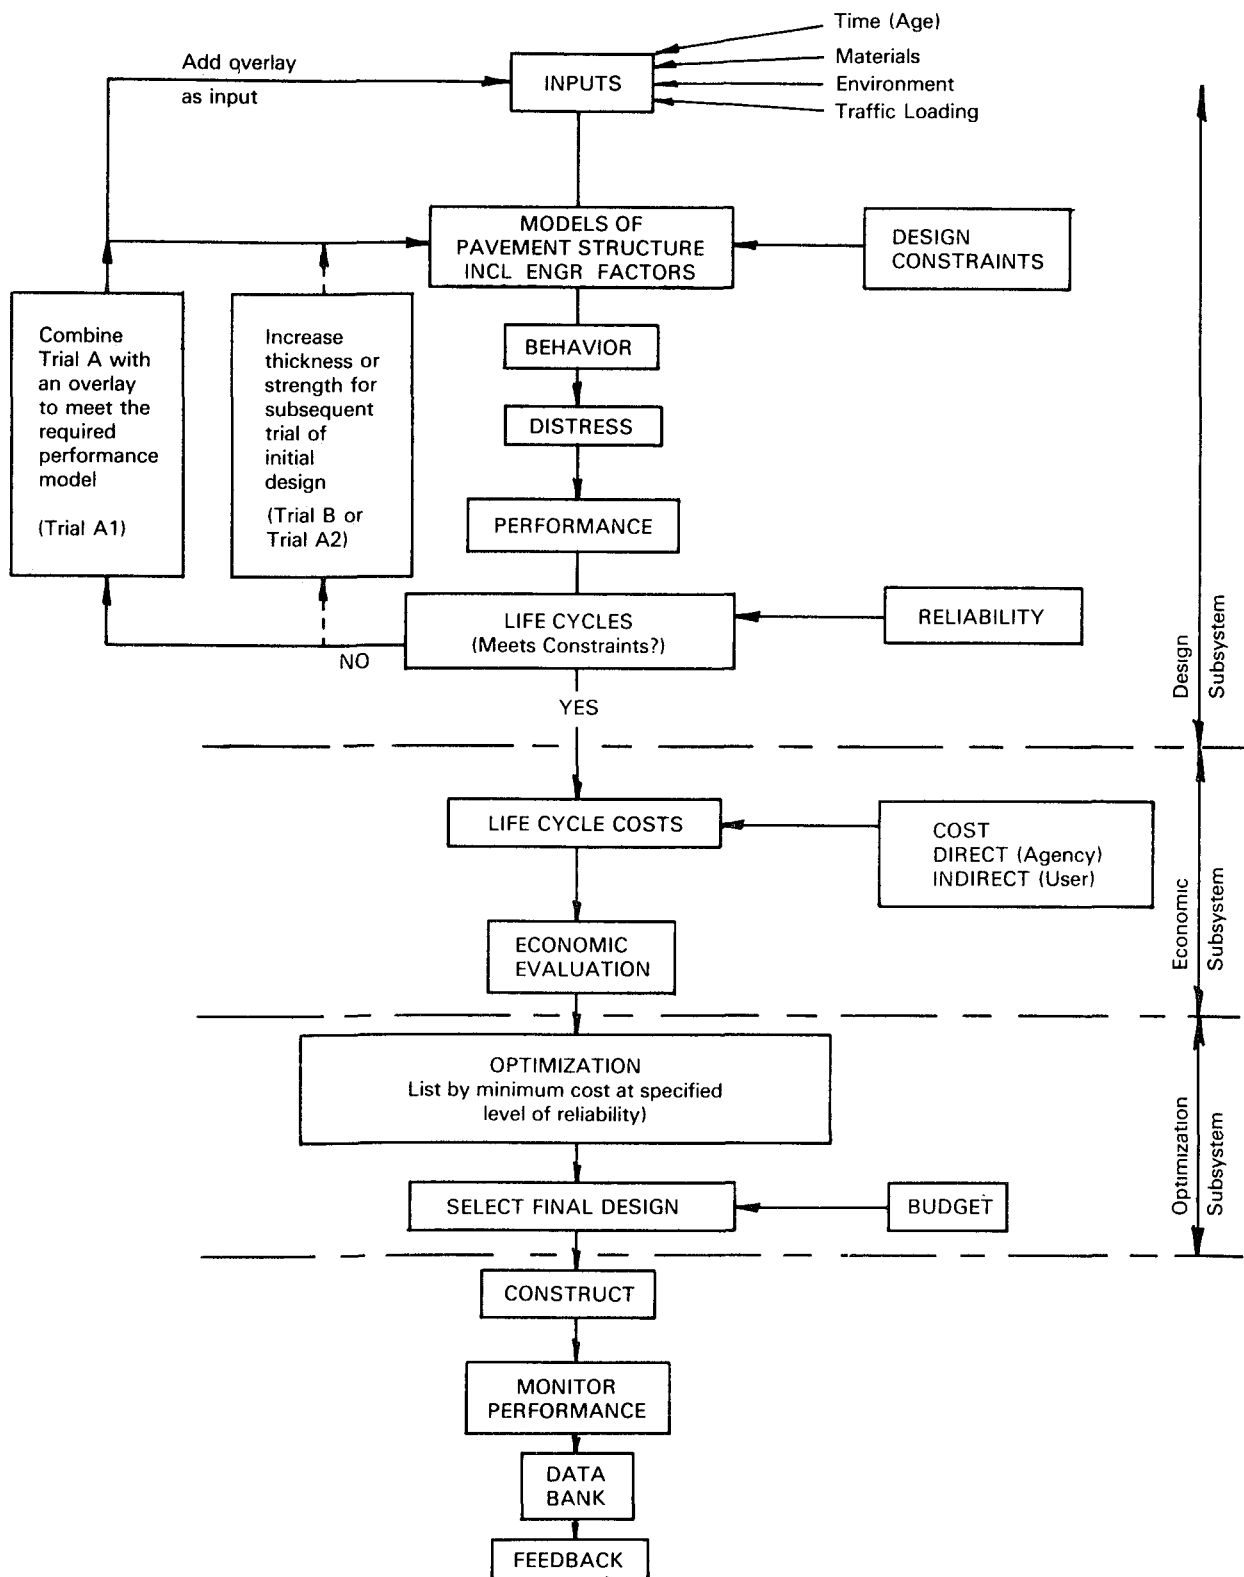 Time (Age)
Materials
Environment
Traffic Loading
Add overlay
as input
INPUTS
MODELS OF
PAVEMENT STRUCTURE
INCL ENGR FACTORS
DESIGN
CONSTRAINTS
Combine
Trial A with
an overlay
to meet the
required
performance
model
(Trial A1)
Increase
thickness or
strength for
subsequent
trial of
initial
design
(Trial B or
Trial A2)
BEHAVIOR
DISTRESS
PERFORMANCE
LIFE CYCLES
(Meets Constraints?)
RELIABILITY
NO
YES
Design
Subsystem
LIFE CYCLE COSTS
COST
DIRECT (Agency)
INDIRECT (User)
ECONOMIC
EVALUATION
Economic
Subsystem
OPTIMIZATION
List by minimum cost at specified
level of reliability)
SELECT FINAL DESIGN
BUDGET
Optimization
Subsystem
CONSTRUCT
MONITOR
PERFORMANCE
DATA
BANK
FEEDBACK